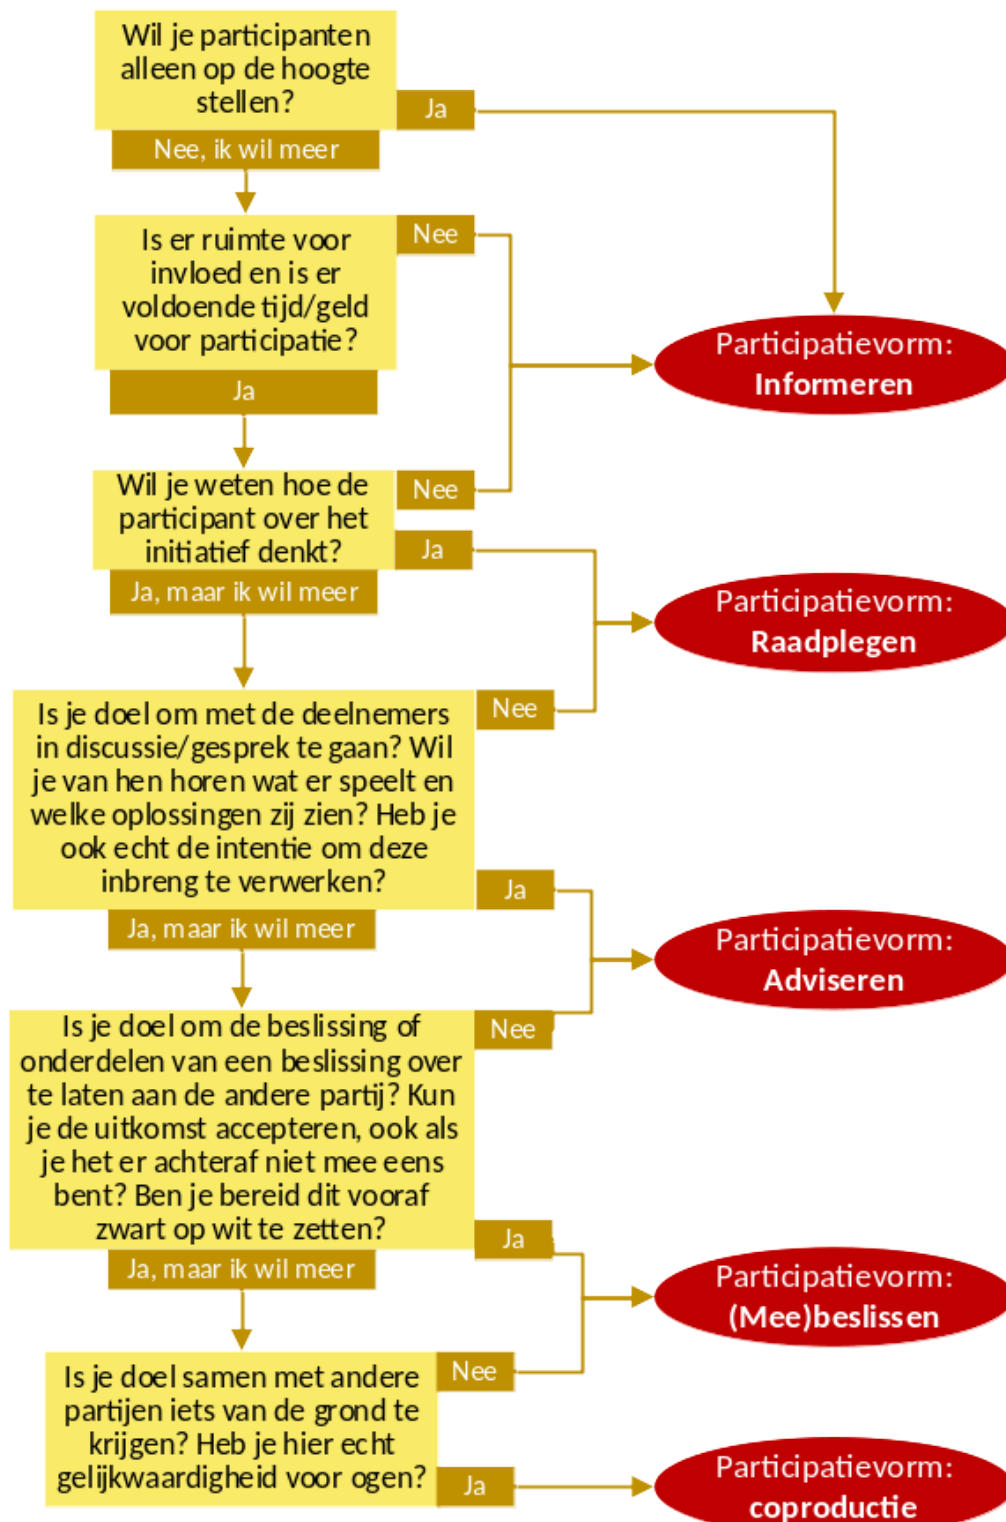 Wil je participanten
alleen op de hoogte
stellen?
Ja
Nee, ik wil meer
Is er ruimte voor
invloed en is er
voldoende tijd/geld
voor participatie?
Nee
Ja
Participatievorm:
Informeren
Wil je weten hoe de
participant over het
initiatief denkt?
Nee
Ja
Ja, maar ik wil meer
Participatievorm:
Raadplegen
Is je doel om met de deelnemers
in discussie/gesprek te gaan? Wil
je van hen horen wat er speelt en
welke oplossingen zij zien? Heb je
ook echt de intentie om deze
inbreng te verwerken?
Nee
Ja
Ja, maar ik wil meer
Participatievorm:
Adviseren
Is je doel om de beslissing of
onderdelen van een beslissing over
te laten aan de andere partij? Kun
je de uitkomst accepteren, ook als
je het er achteraf niet mee eens
bent? Ben je bereid dit vooraf
zwart op wit te zetten?
Nee
Ja
Ja, maar ik wil meer
Participatievorm:
(Mee)beslissen
Is je doel samen met andere
partijen iets van de grond te
krijgen? Heb je hier echt
gelijkwaardigheid voor ogen?
Nee
Ja
Participatievorm:
coproductie